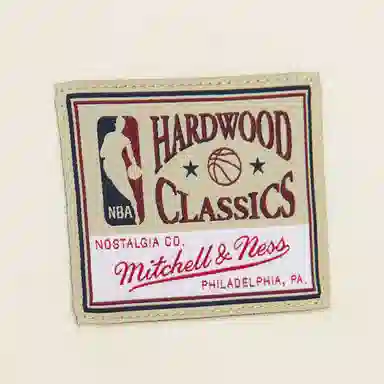 HARDWOOD
CLASSICS
NBA
NOSTALGIA CO.
Mitchell & Ness
PHILADELPHIA, PA.